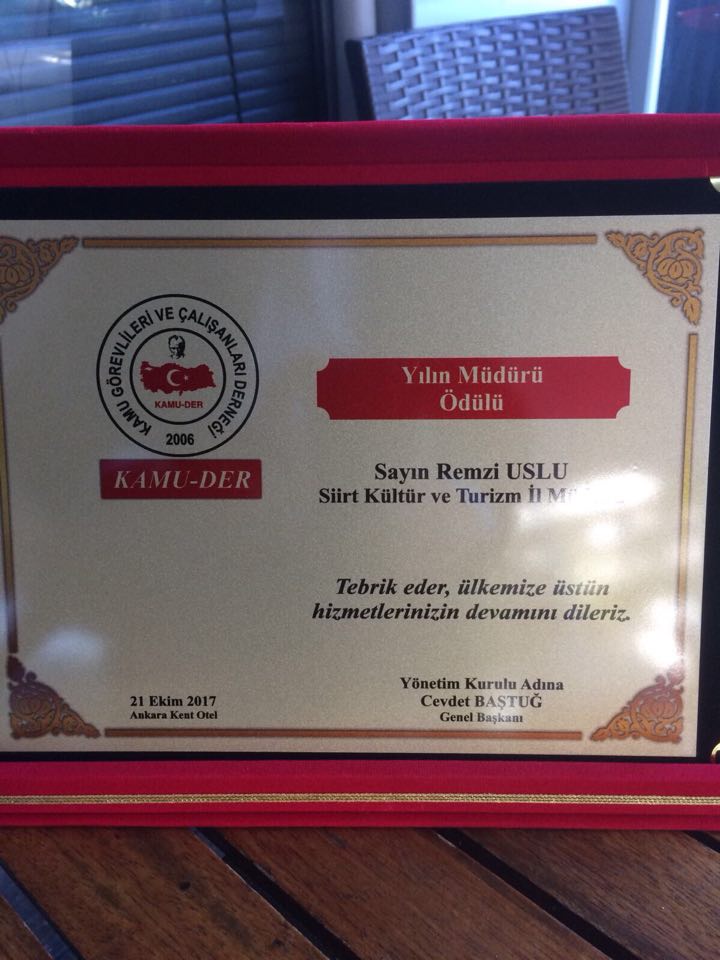 KAMU GÖREVLİLERİ VE ÇALIŞANLARI DERNEĞİ
KAMU-DER
2006
KAMU-DER
Yılın Müdürü
Ödülü
Sayın Remzi USLU
Siirt Kültür ve Turizm İl
Tebrik eder, ülkemize üstün
hizmetlerinizin devamını dileriz.
21 Ekim 2017
Ankara Kent Otel
Yönetim Kurulu Adına
Cevdet BAŞTUĞ
Genel Başkanı